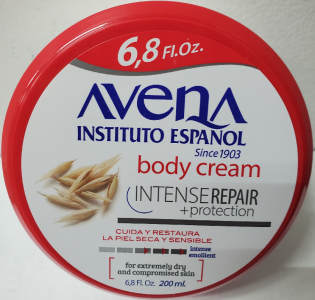 6,8 Fl.Oz.
Avena
INSTITUTO ESPAÑOL
Since 1903
body cream
INTENSE REPAIR
+protection
CUIDA Y RESTAURA
LA PIEL SECA Y SENSIBLE
intense
emollient
for extremely dry
and compromised skin
6,8 Fl. Oz. 200 ml.